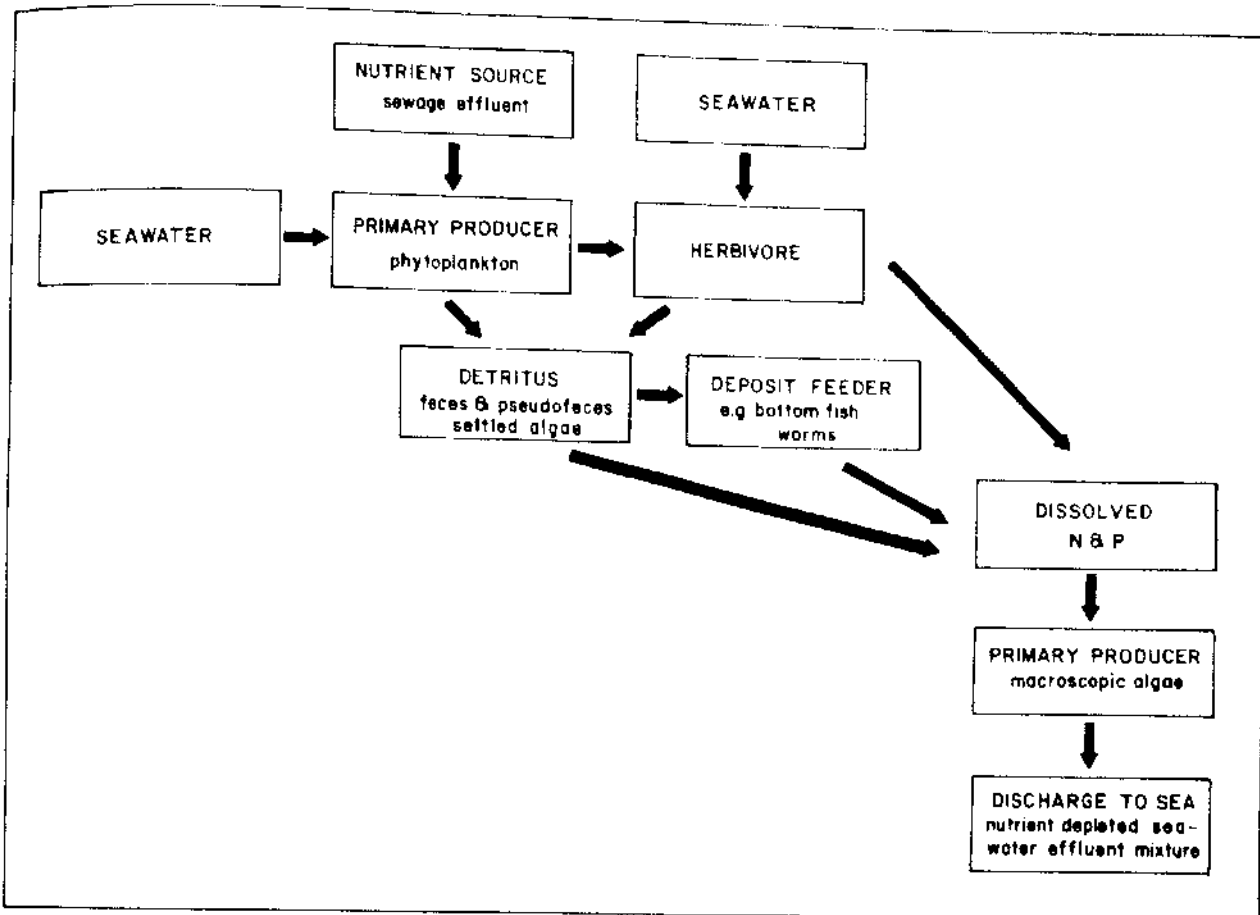 NUTRIENT SOURCE
sewage effluent
SEAWATER
SEAWATER
PRIMARY PRODUCER
phytoplankton
HERBIVORE
DETRITUS
feces & pseudofeces
settled algae
DEPOSIT FEEDER
e.g bottom fish
worms
DISSOLVED
N & P
PRIMARY PRODUCER
macroscopic algae
DISCHARGE TO SEA
nutrient depleted sea-
water effluent mixture